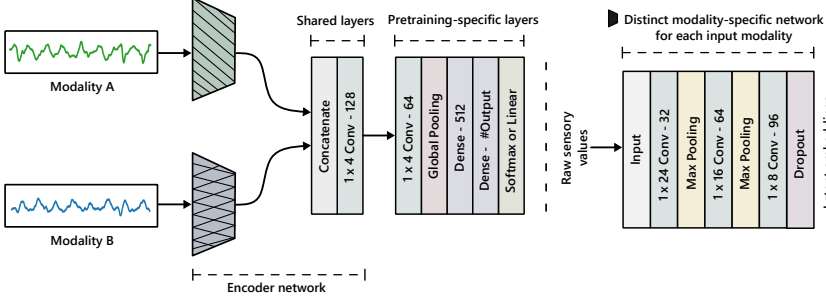 Modality A
Modality B
Encoder network
Shared layers
Concatenate
1 x 4 Conv - 128
Pretraining-specific layers
1 x 4 Conv - 64
Global Pooling
Dense - 512
Dense - #Output
Softmax or Linear
Distinct modality-specific network
for each input modality
Raw sensory
values
Input
1 x 24 Conv - 32
Max Pooling
1 x 16 Conv - 64
Max Pooling
1 x 8 Conv - 96
Dropout